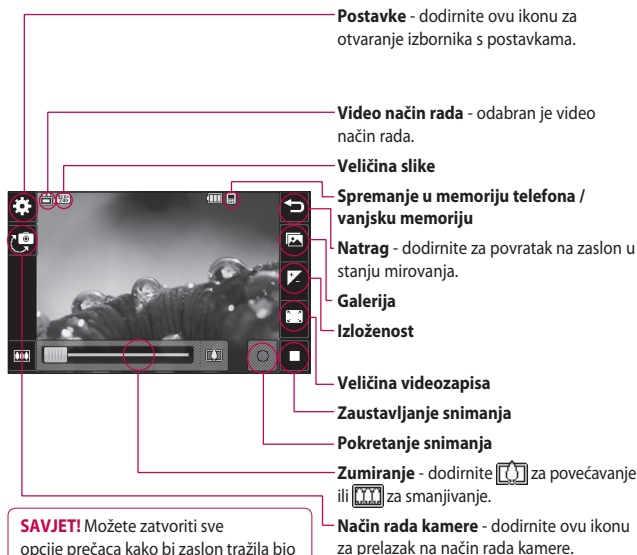 Postavke - dodirnite ovu ikonu za
otvaranje izbornika s postavkama.
Video način rada - odabran je video
način rada.
Veličina slike
Spremanje u memoriju telefona /
vanjsku memoriju
Natrag - dodirnite za povratak na zaslon u
stanju mirovanja.
Galerija
Izloženost
Veličina videozapisa
Zaustavljanje snimanja
Pokretanje snimanja
Zumiranje - dodirnite za povećavanje
ili za smanjivanje.
Način rada kamere - dodirnite ovu ikonu
za prelazak na način rada kamere.
SAVJET! Možete zatvoriti sve
opcije prečaca kako bi zaslon tražila bio